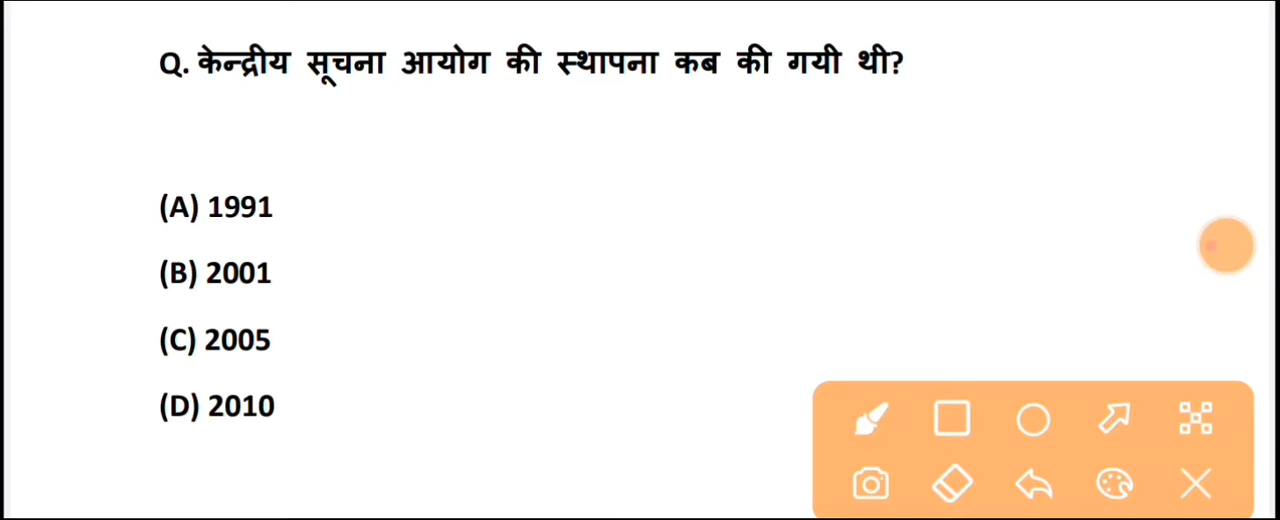 Q. केन्द्रीय सूचना आयोग की स्थापना कब की गयी थी?
(A) 1991
(B) 2001
(C) 2005
(D) 2010